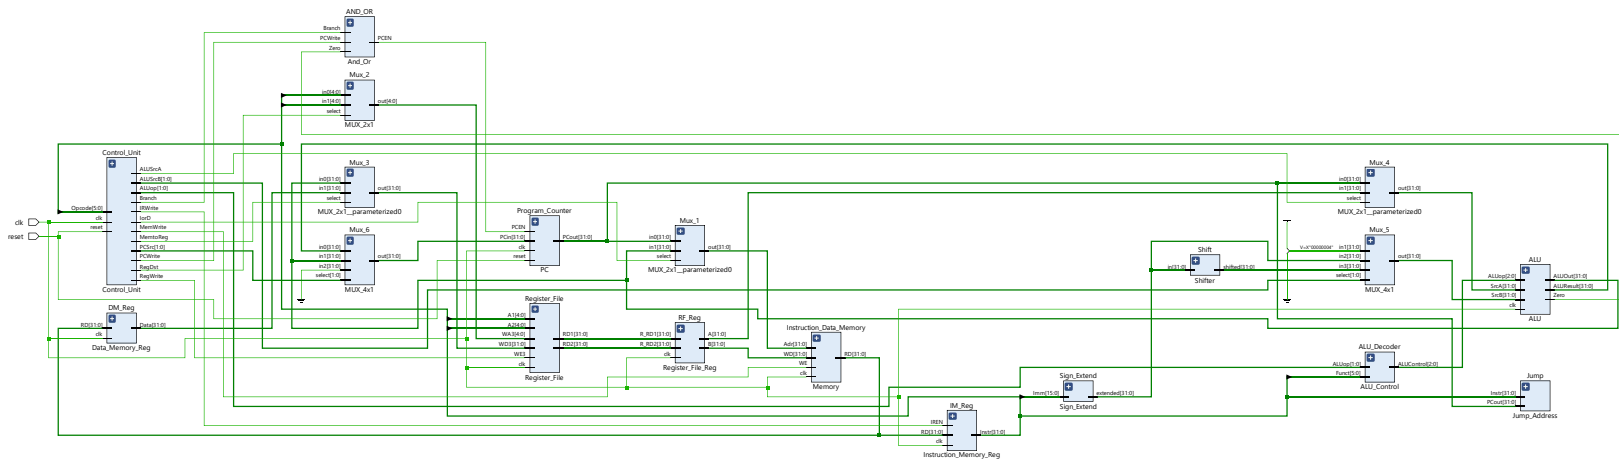 AND_OR
Branch
PCWrite
Zero
PCEN
And_Or
Mux_2
in0[4:0]
in1[4:0]
select
out[4:0]
MUX_2x1
Control_Unit
Opcode[5:0]
clk
reset
ALUSrcA
ALUSrcB[1:0]
ALUop[1:0]
Branch
IRWrite
IorD
MemWrite
MemtoReg
PCSrc[1:0]
PCWrite
RegDst
RegWrite
Control_Unit
clk
reset
Mux_3
in0[31:0]
in1[31:0]
select
out[31:0]
MUX_2x1__parameterized0
Mux_6
in0[31:0]
in1[31:0]
in2[31:0]
select[1:0]
out[31:0]
MUX_4x1
DM_Reg
RD[31:0]
clk
Data[31:0]
Data_Memory_Reg
Program_Counter
PCEN
PCin[31:0]
clk
reset
PCout[31:0]
PC
Mux_1
in0[31:0]
in1[31:0]
select
out[31:0]
MUX_2x1__parameterized0
Register_File
A1[4:0]
A2[4:0]
WA3[4:0]
WD3[31:0]
WE3
clk
RD1[31:0]
RD2[31:0]
Register_File
RF_Reg
R_RD1[31:0]
R_RD2[31:0]
clk
A[31:0]
B[31:0]
Register_File_Reg
Instruction_Data_Memory
Adr[31:0]
WD[31:0]
WE
clk
RD[31:0]
Memory
IM_Reg
IREN
RD[31:0]
clk
Instr[31:0]
Instruction_Memory_Reg
Sign_Extend
Imm[15:0]
extended[31:0]
Sign_Extend
Shift
in[31:0]
shifted[31:0]
Shifter
Mux_4
in0[31:0]
in1[31:0]
select
out[31:0]
MUX_2x1__parameterized0
Mux_5
V=X"00000004"
in1[31:0]
in2[31:0]
in3[31:0]
select[1:0]
out[31:0]
MUX_4x1
ALU
ALUop[2:0]
SrcA[31:0]
SrcB[31:0]
clk
ALUOut[31:0]
ALUResult[31:0]
Zero
ALU
ALU_Decoder
ALUop[1:0]
Funct[5:0]
ALUControl[2:0]
ALU_Control
Jump
Instr[31:0]
PCout[31:0]
Jump_Address